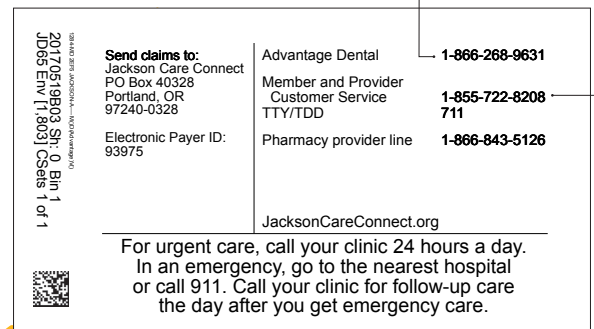 Send claims to:
Jackson Care Connect
PO Box 40328
Portland, OR
97240-0328
Electronic Payer ID:
93975
Advantage Dental 1-866-268-9631
Member and Provider
Customer Service 1-855-722-8208
TTY/TDD 711
Pharmacy provider line 1-866-843-5126
JacksonCareConnect.org
For urgent care, call your clinic 24 hours a day.
In an emergency, go to the nearest hospital
or call 911. Call your clinic for follow-up care
the day after you get emergency care.
20170519B03 Sh: 0 Bin 1
JD65 Env [1,803] CSets 1 of 1